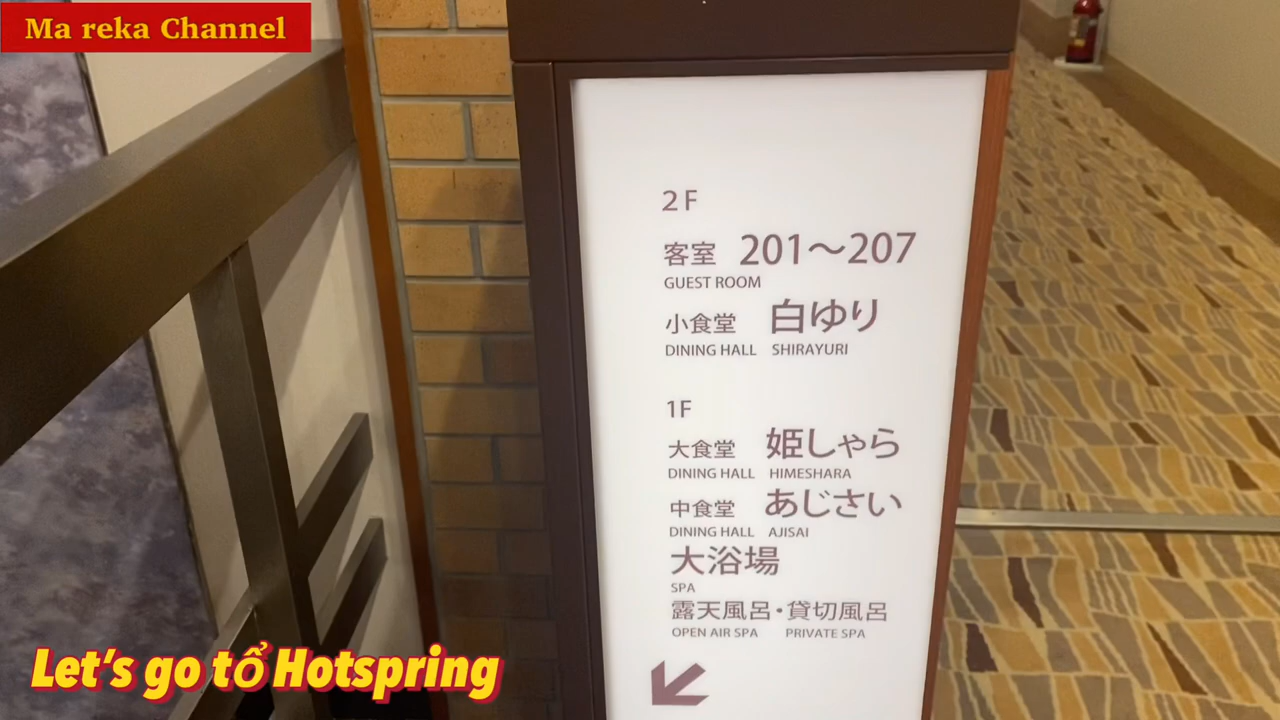 Ma reka Channel
2F
客室 201～207
GUEST ROOM
小食堂 白ゆり
DINING HALL SHIRAYURI
1F
大食堂 姫しゃら
DINING HALL HIMESHARA
中食堂 あじさい
DINING HALL AJISAI
大浴場
SPA
露天風呂・貸切風呂
OPEN AIR SPA PRIVATE SPA
Let's go tổ Hotspring